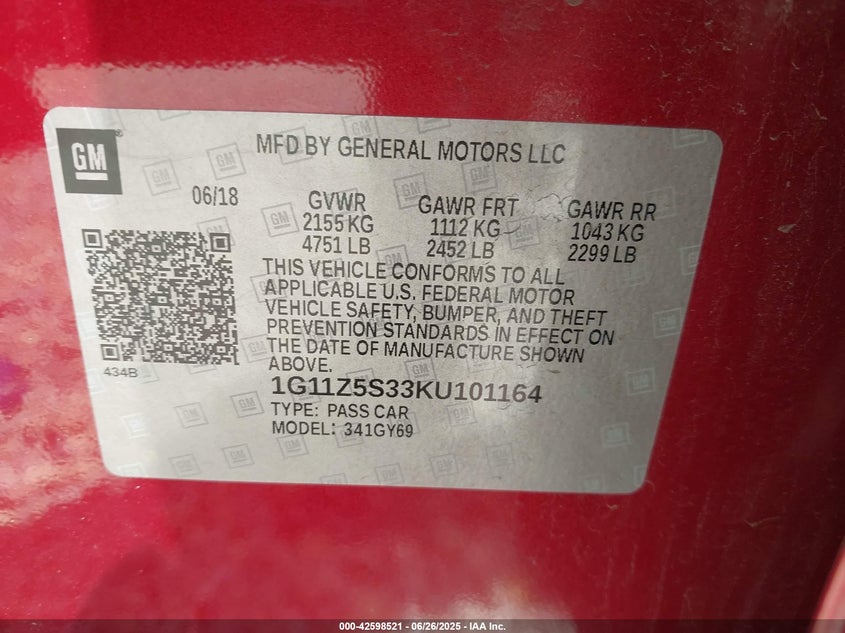 GM
MFD BY GENERAL MOTORS LLC
06/18
GVWR
2155 KG
4751 LB
GAWR FRT
1112 KG
2452 LB
GAWR RR
1043 KG
2299 LB
THIS VEHICLE CONFORMS TO ALL
APPLICABLE U.S. FEDERAL MOTOR
VEHICLE SAFETY, BUMPER, AND THEFT
PREVENTION STANDARDS IN EFFECT ON
THE DATE OF MANUFACTURE SHOWN
ABOVE.
434B
1G11Z5S33KU101164
TYPE: PASS CAR
MODEL: 341GY69
000-42598521 - 06/26/2025 - IAA Inc.